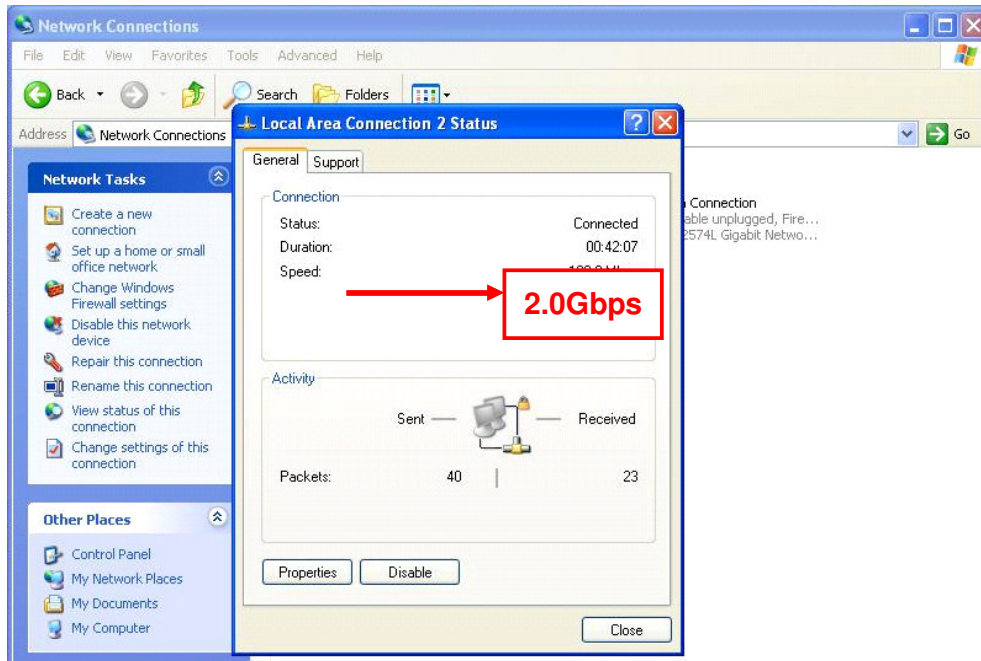 Network Connections
File Edit View Favorites Tools Advanced Help
Back Search Folders
Address Network Connections Go
Local Area Connection 2 Status
General Support
Network Tasks
Create a new
connection
Set up a home or small
office network
Change Windows
Firewall settings
Disable this network
device
Repair this connection
Rename this connection
View status of this
connection
Change settings of this
connection
Other Places
Control Panel
My Network Places
My Documents
My Computer
Connection
Status: Connected
Duration: 00:42:07
Speed:
2.0Gbps
Activity
Sent Received
Packets: 40 23
Properties Disable
Close
Connection
able unplugged, Fire...
2574L Gigabit Netwo...